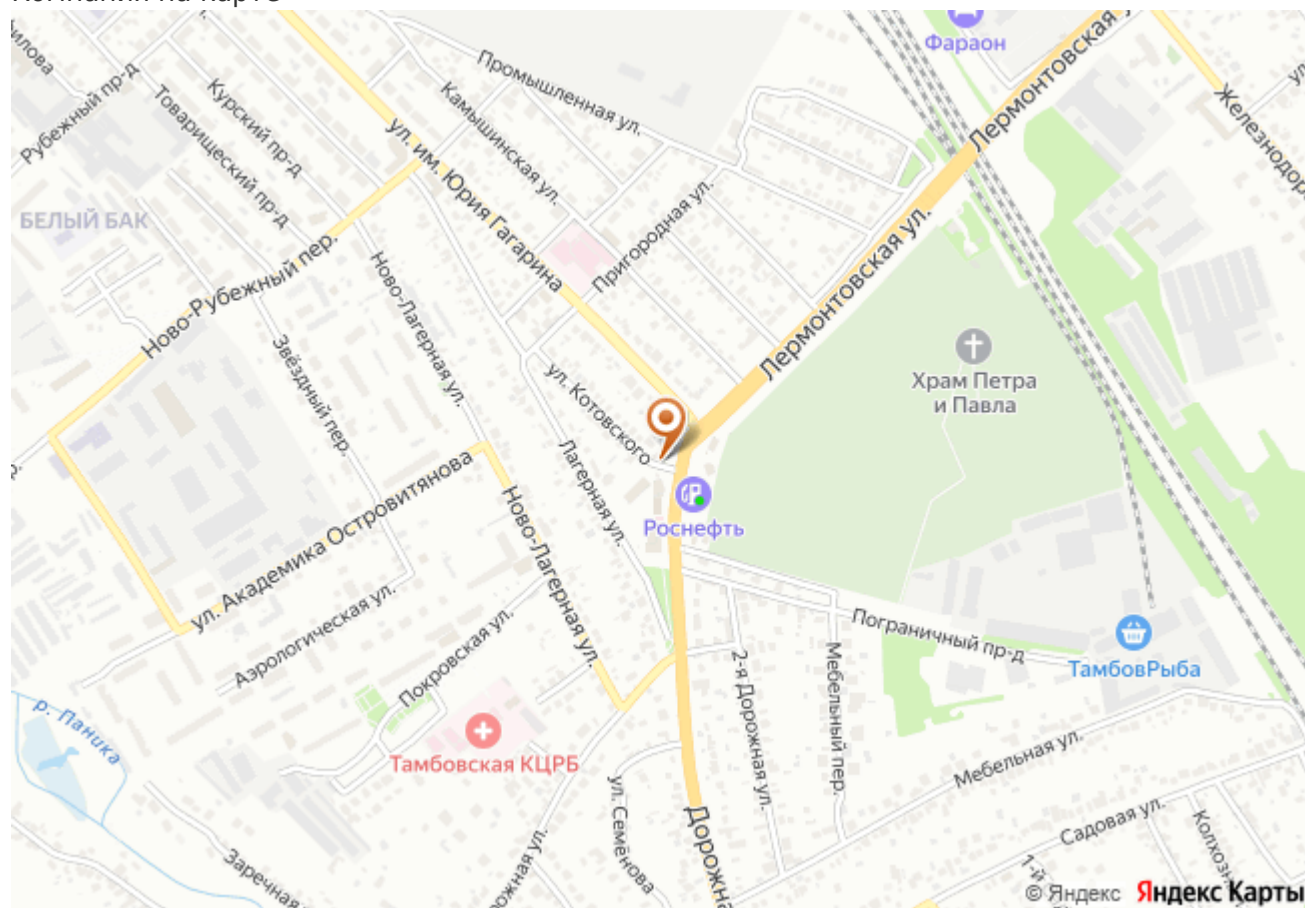 Фараон
Лермонтовская
Железнодор
Промышленная ул.
Камышинская ул.
Курский пр-д
Товарищеский пр-д
Рубежный пр-д
ул. им. Юрия Гагарина
Пригородная ул.
БЕЛЫЙ БАК
Ново-Рубежный пер.
Ново-Лагерная ул.
Лермонтовская ул.
Звёздный пер.
Храм Петра
и Павла
ул. Котовского
Лагерная ул.
ул. Академика Островитянова
Роснефть
Ново-Лагерная ул.
Аэрологическая ул.
Покровская ул.
Пограничный пр-д
ТамбовРыба
2-я Дорожная ул.
Мебельный пер.
р. Паника
Тамбовская КЦРБ
Мебельная ул.
ул. Семёнова
Садовая ул.
Дорожна
Заречная
рожная ул.
Колхозн
1-й
© Яндекс Яндекс Карты